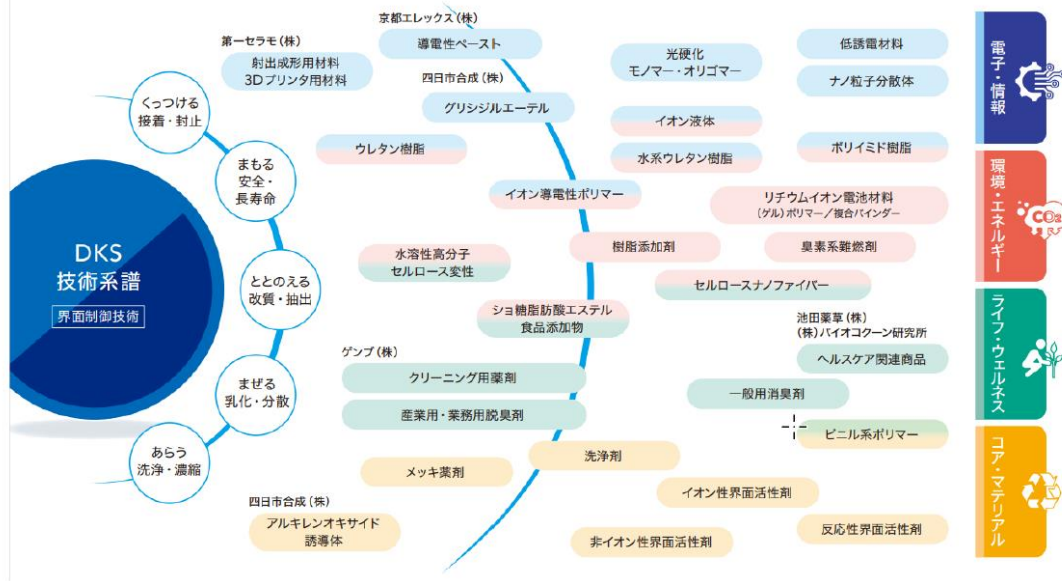 DKS
技術系譜
界面制御技術
くっつける
接着・封止
まもる
安全・
長寿命
ととのえる
改質・抽出
まぜる
乳化・分散
あらう
洗浄・濃縮
京都エレックス(株)
導電性ペースト
第一セラモ(株)
射出成形用材料
3Dプリンタ用材料
四日市合成(株)
グリシジルエーテル
光硬化
モノマー・オリゴマー
低誘電材料
ナノ粒子分散体
イオン液体
ウレタン樹脂
水系ウレタン樹脂
ポリイミド樹脂
イオン導電性ポリマー
リチウムイオン電池材料
(ゲル)ポリマー/複合バインダー
樹脂添加剤
臭素系難燃剤
水溶性高分子
セルロース変性
セルロースナノファイバー
ショ糖脂肪酸エステル
食品添加物
池田薬草(株)
(株)バイオコクーン研究所
ヘルスケア関連商品
ゲンブ(株)
クリーニング用薬剤
一般用消臭剤
産業用・業務用脱臭剤
ビニル系ポリマー
洗浄剤
メッキ薬剤
イオン性界面活性剤
四日市合成(株)
アルキレンオキサイド
誘導体
反応性界面活性剤
非イオン性界面活性剤
電子・情報
環境・エネルギー
CO₂
ライフ・ウェルネス
コア・マテリアル